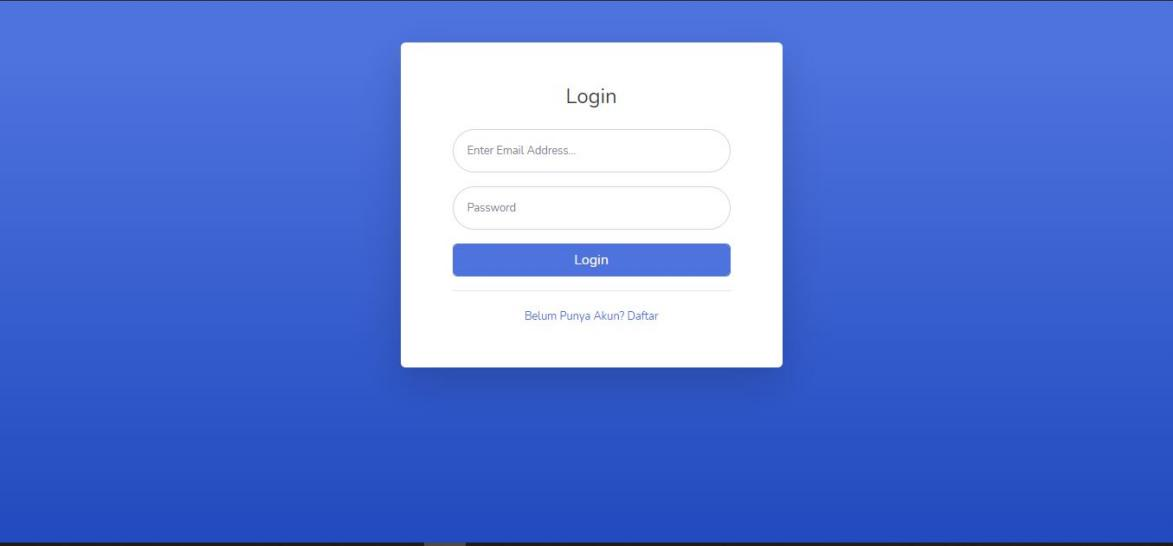 Login
Enter Email Address...
Password
Login
Belum Punya Akun? Daftar